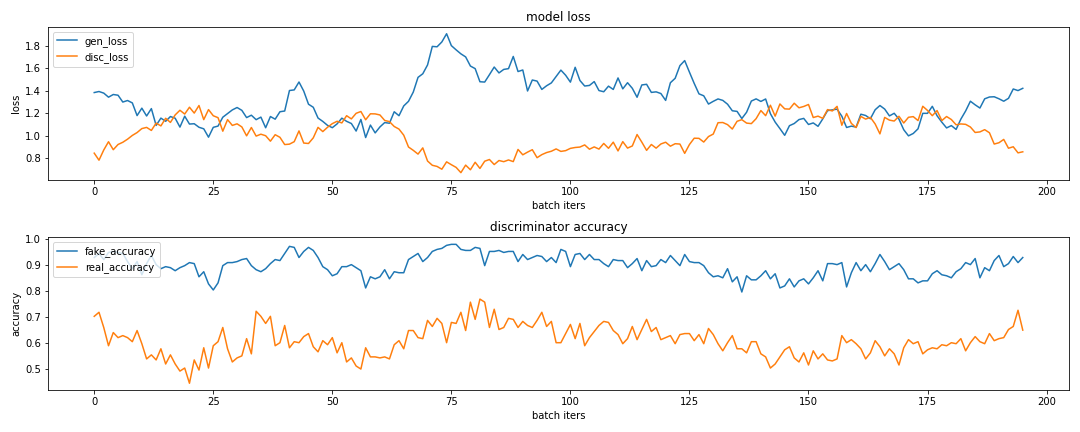 model loss
gen_loss
disc_loss
1.8
1.6
1.4
1.2
1.0
0.8
loss
0 25 50 75 100 125 150 175 200
batch iters
discriminator accuracy
fake_accuracy
real_accuracy
1.0
0.9
0.8
0.7
0.6
0.5
accuracy
0 25 50 75 100 125 150 175 200
batch iters